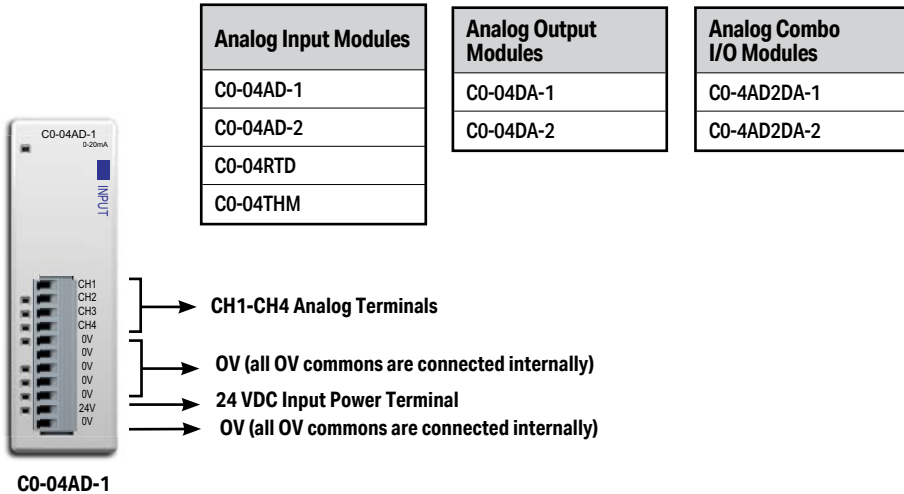 Analog Input Modules
C0-04AD-1
C0-04AD-2
C0-04RTD
C0-04THM
Analog Output
Modules
C0-04DA-1
C0-04DA-2
Analog Combo
I/O Modules
C0-4AD2DA-1
C0-4AD2DA-2
C0-04AD-1
0-20mA
INPUT
CH1
CH2
CH3
CH4
0V
0V
0V
0V
0V
24V
0V
CH1-CH4 Analog Terminals
OV (all OV commons are connected internally)
24 VDC Input Power Terminal
OV (all OV commons are connected internally)
C0-04AD-1